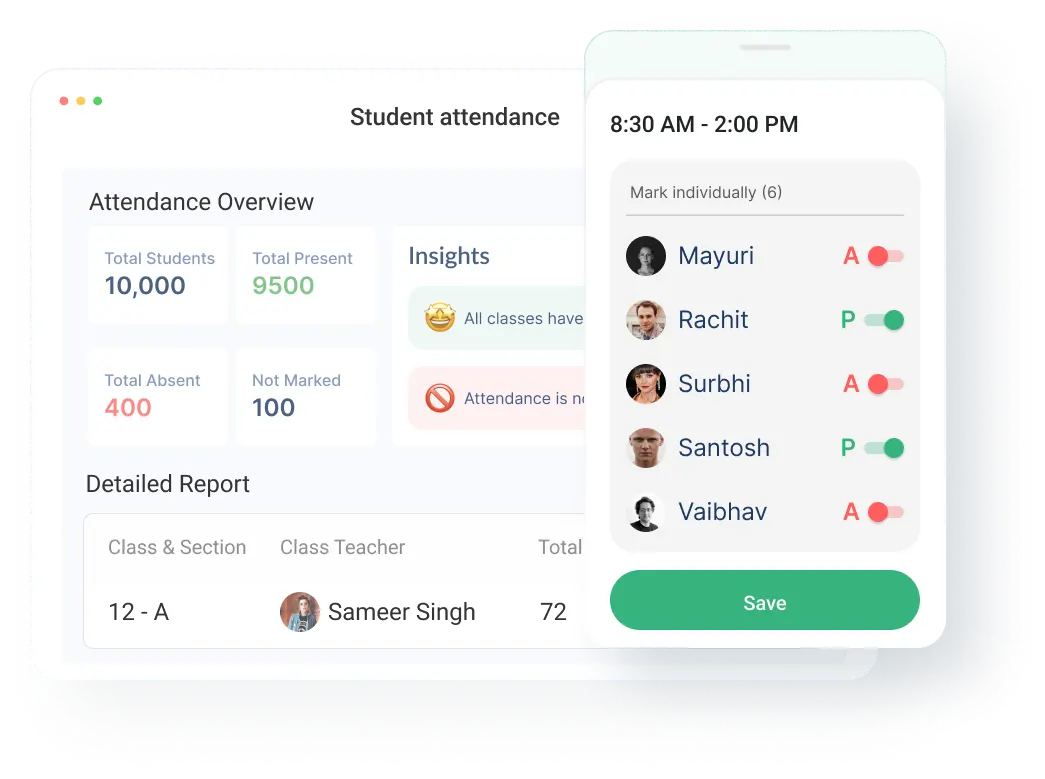 Student attendance
Attendance Overview
Total Students
10,000
Total Present
9500
Total Absent
400
Not Marked
100
Insights
All classes have
Attendance is
Detailed Report
Class & Section Class Teacher Total
12 - A Sameer Singh 72
8:30 AM - 2:00 PM
Mark individually (6)
Mayuri A
Rachit P
Surbhi A
Santosh P
Vaibhav A
Save